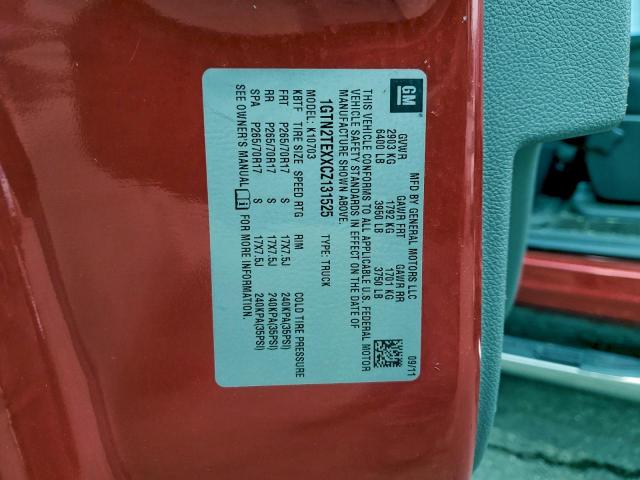 GM
MFD BY GENERAL MOTORS LLC
09/11
GVWR GAWR FRT GAWR RR
2903 KG 1792 KG 1701 KG
6400 LB 3950 LB 3750 LB
THIS VEHICLE CONFORMS TO ALL APPLICABLE U.S. FEDERAL MOTOR
VEHICLE SAFETY STANDARDS IN EFFECT ON THE DATE OF
MANUFACTURE SHOWN ABOVE.
1GTN2TEXXCZ131525 TYPE: TRUCK
MODEL: K10703
KBTF TIRE SIZE SPEED RTG RIM COLD TIRE PRESSURE
FRT P265/70R17 S 17X7.5J 240KPA(35PSI)
RR P265/70R17 S 17X7.5J 240KPA(35PSI)
SPA P265/70R17 S 17X7.5J 240KPA(35PSI)
SEE OWNER'S MANUAL FOR MORE INFORMATION.